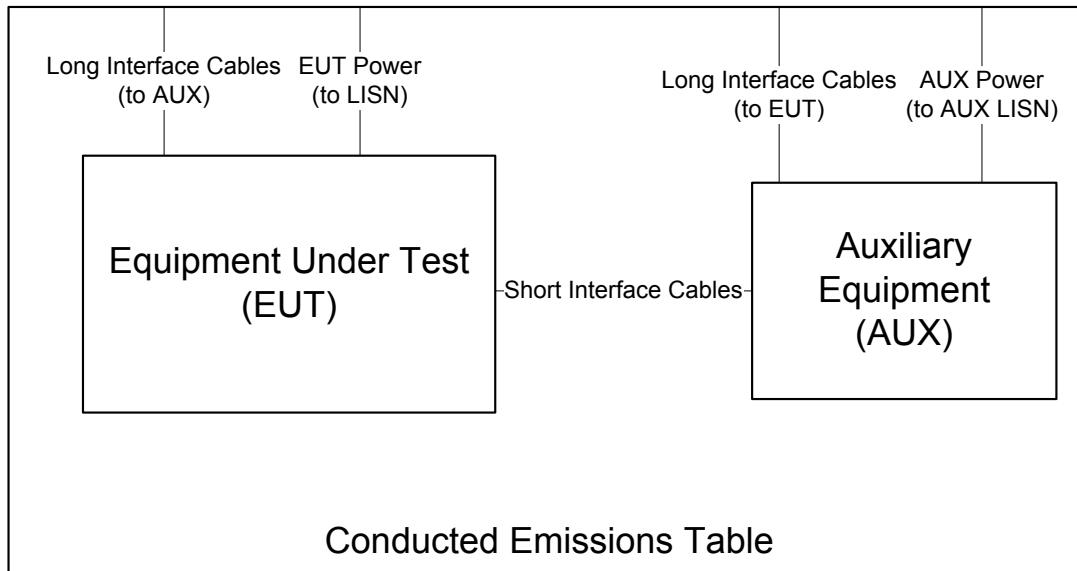 Long Interface Cables
(to AUX)
EUT Power
(to LISN)
Long Interface Cables
(to EUT)
AUX Power
(to AUX LISN)
Equipment Under Test
(EUT)
Short Interface Cables
Auxiliary
Equipment
(AUX)
Conducted Emissions Table